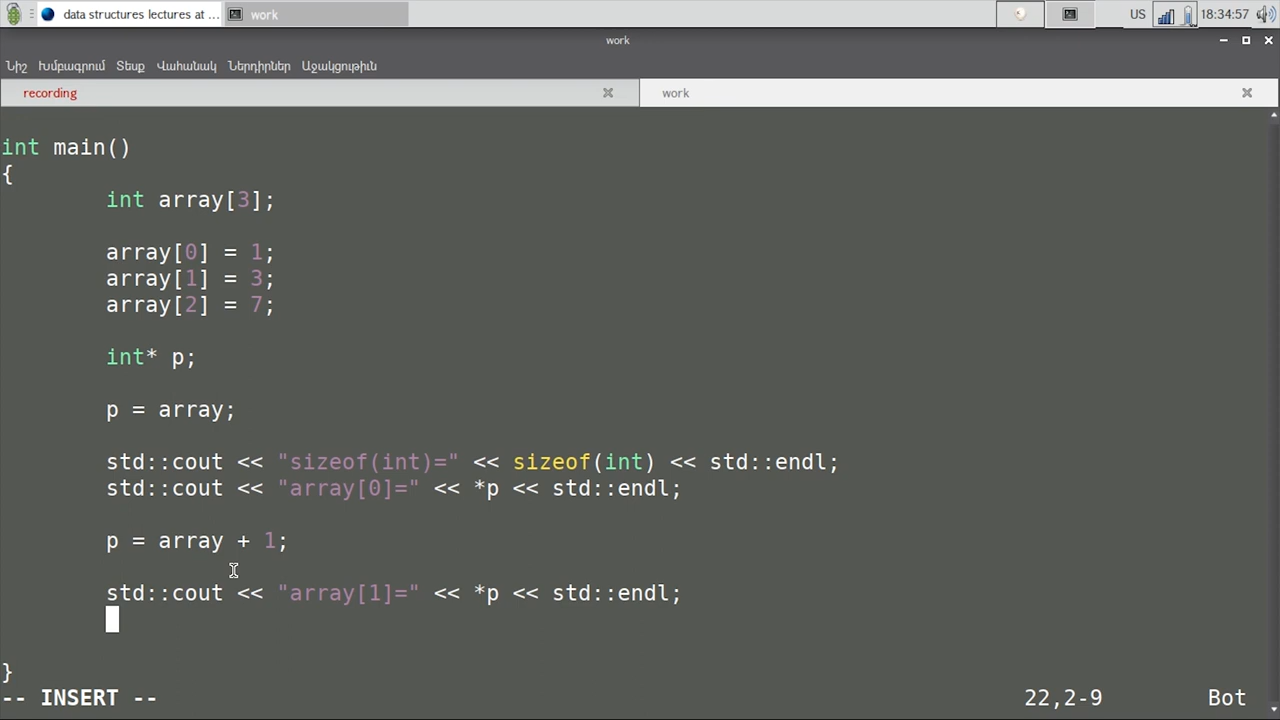 data structures lectures at ... work US 18:34:57
work
Նիշ Խմբագրում Տեսք Վահանակ Ներդիրներ Աջակցութիւն
recording work
int main()
{
int array[3];
array[0] = 1;
array[1] = 3;
array[2] = 7;
int* p;
p = array;
std::cout << "sizeof(int)=" << sizeof(int) << std::endl;
std::cout << "array[0]=" << *p << std::endl;
p = array + 1;
std::cout << "array[1]=" << *p << std::endl;
}
-- INSERT -- 22,2-9 Bot